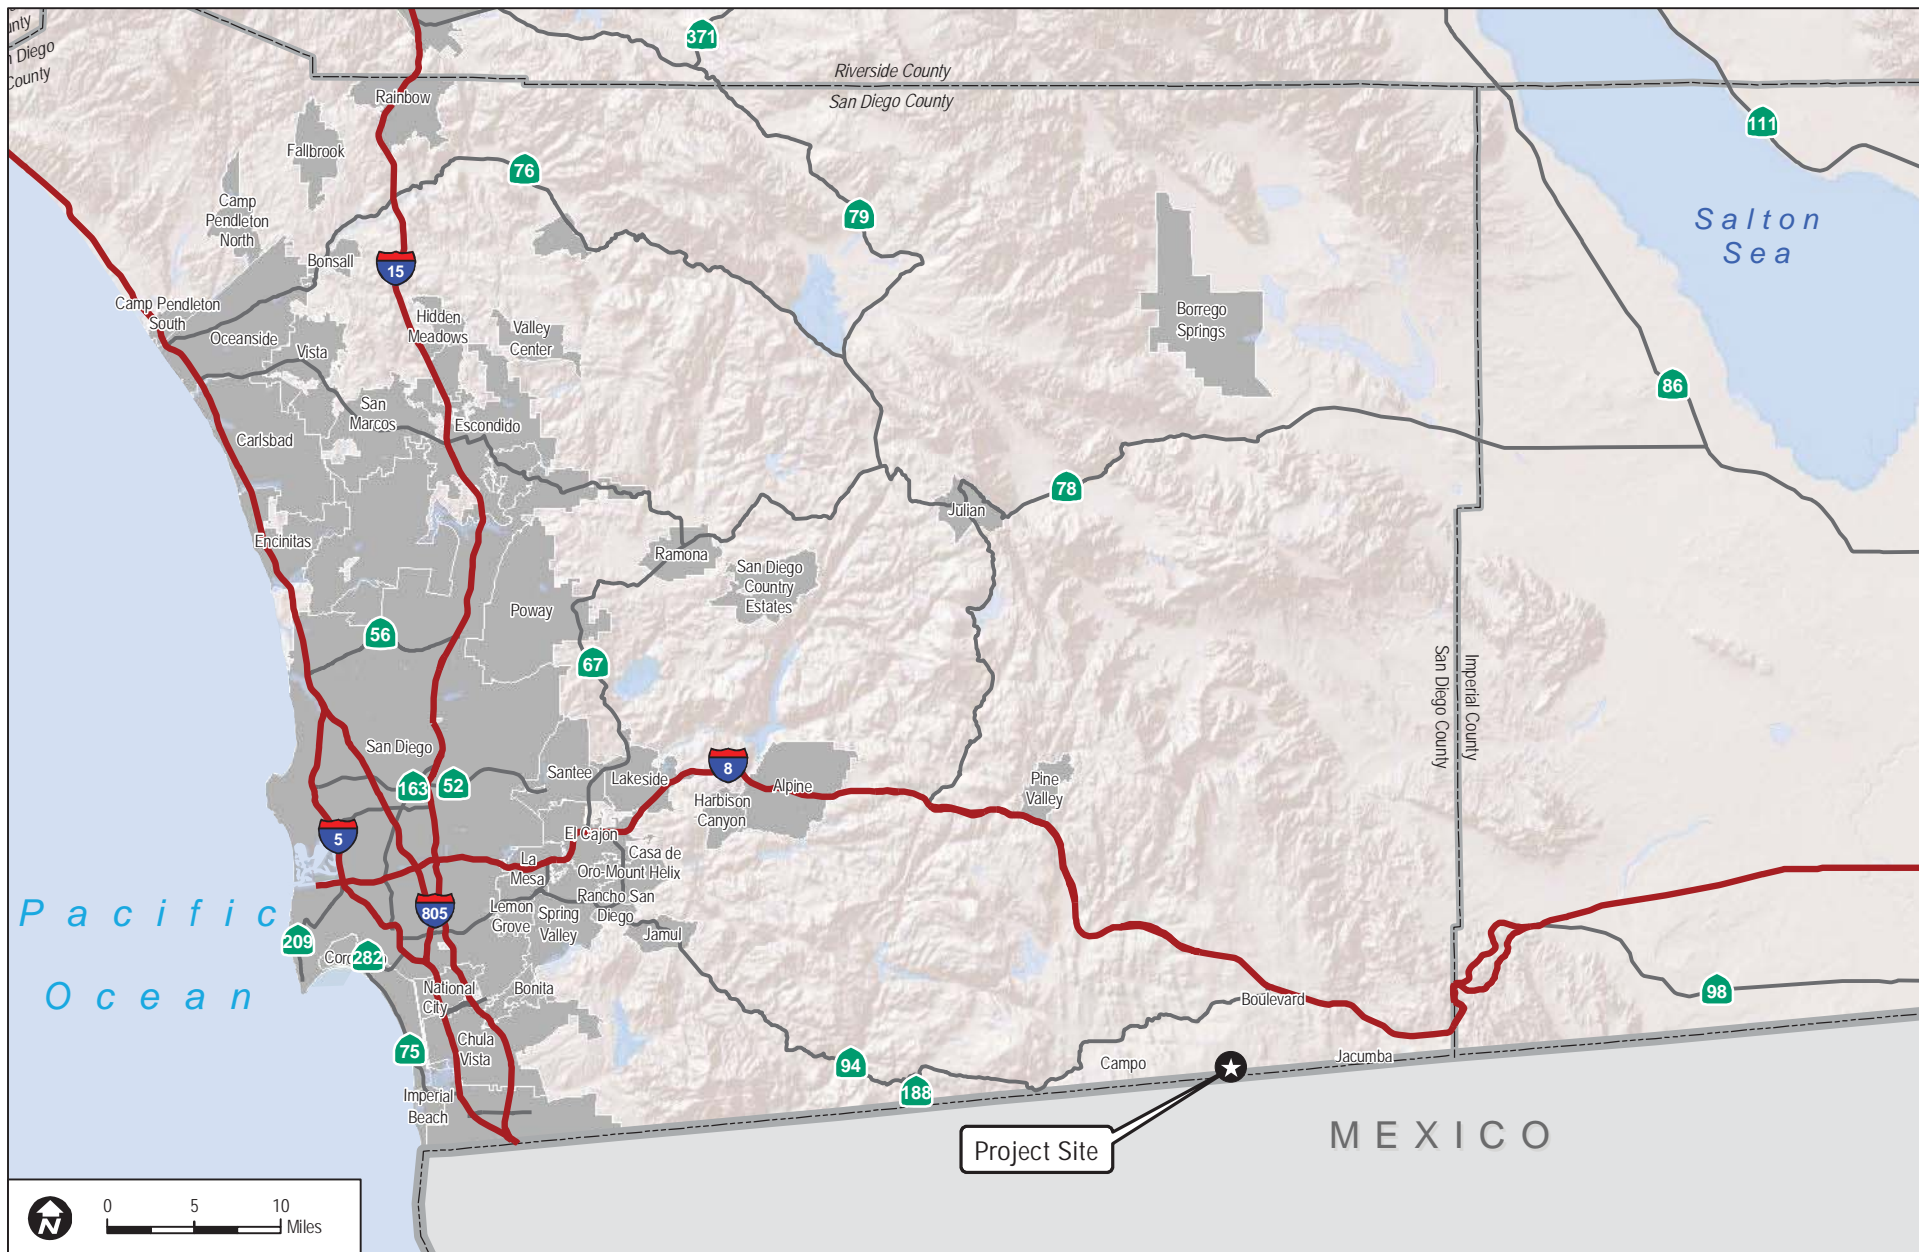 unty
n Diego
County
371
Riverside County
San Diego County
Rainbow
111
Fallbrook
76
Camp
Pendleton
North
79
Salton
Sea
Bonsall
15
Camp Pendleton
South
Hidden
Meadows
Valley
Center
Borrego
Springs
Oceanside
Vista
86
San
Marcos
Escondido
Carlsbad
78
Julian
Encinitas
Ramona
San Diego
Country
Estates
Poway
56
67
San Diego County
Imperial County
San Diego
163
52
Santee
Lakeside
8
Alpine
Pine
Valley
Harbison
Canyon
5
El Cajon
La
Mesa
Casa de
Oro-Mount Helix
Rancho San
Diego
805
Lemon
Grove
Spring
Valley
Jamul
Pacific
Ocean
209
Cor
282
National
City
Bonita
Boulevard
98
75
Chula
Vista
94
Campo
Jacumba
188
Imperial
Beach
MEXICO
Project Site
N
0 5 10
Miles